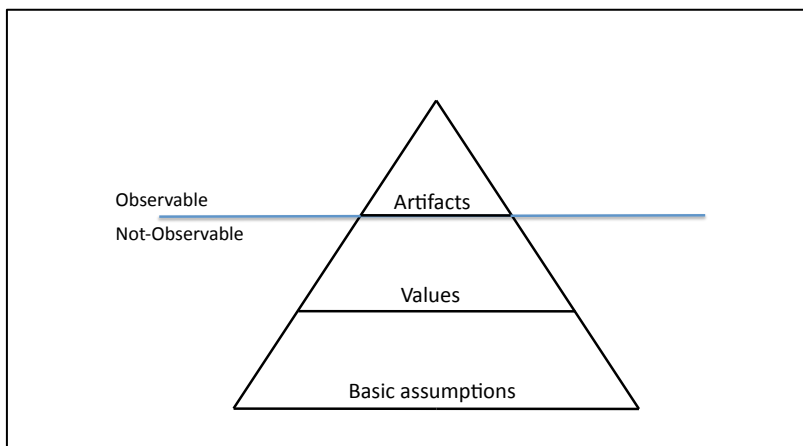 Artifacts
Observable
Not-Observable
Values
Basic assumptions